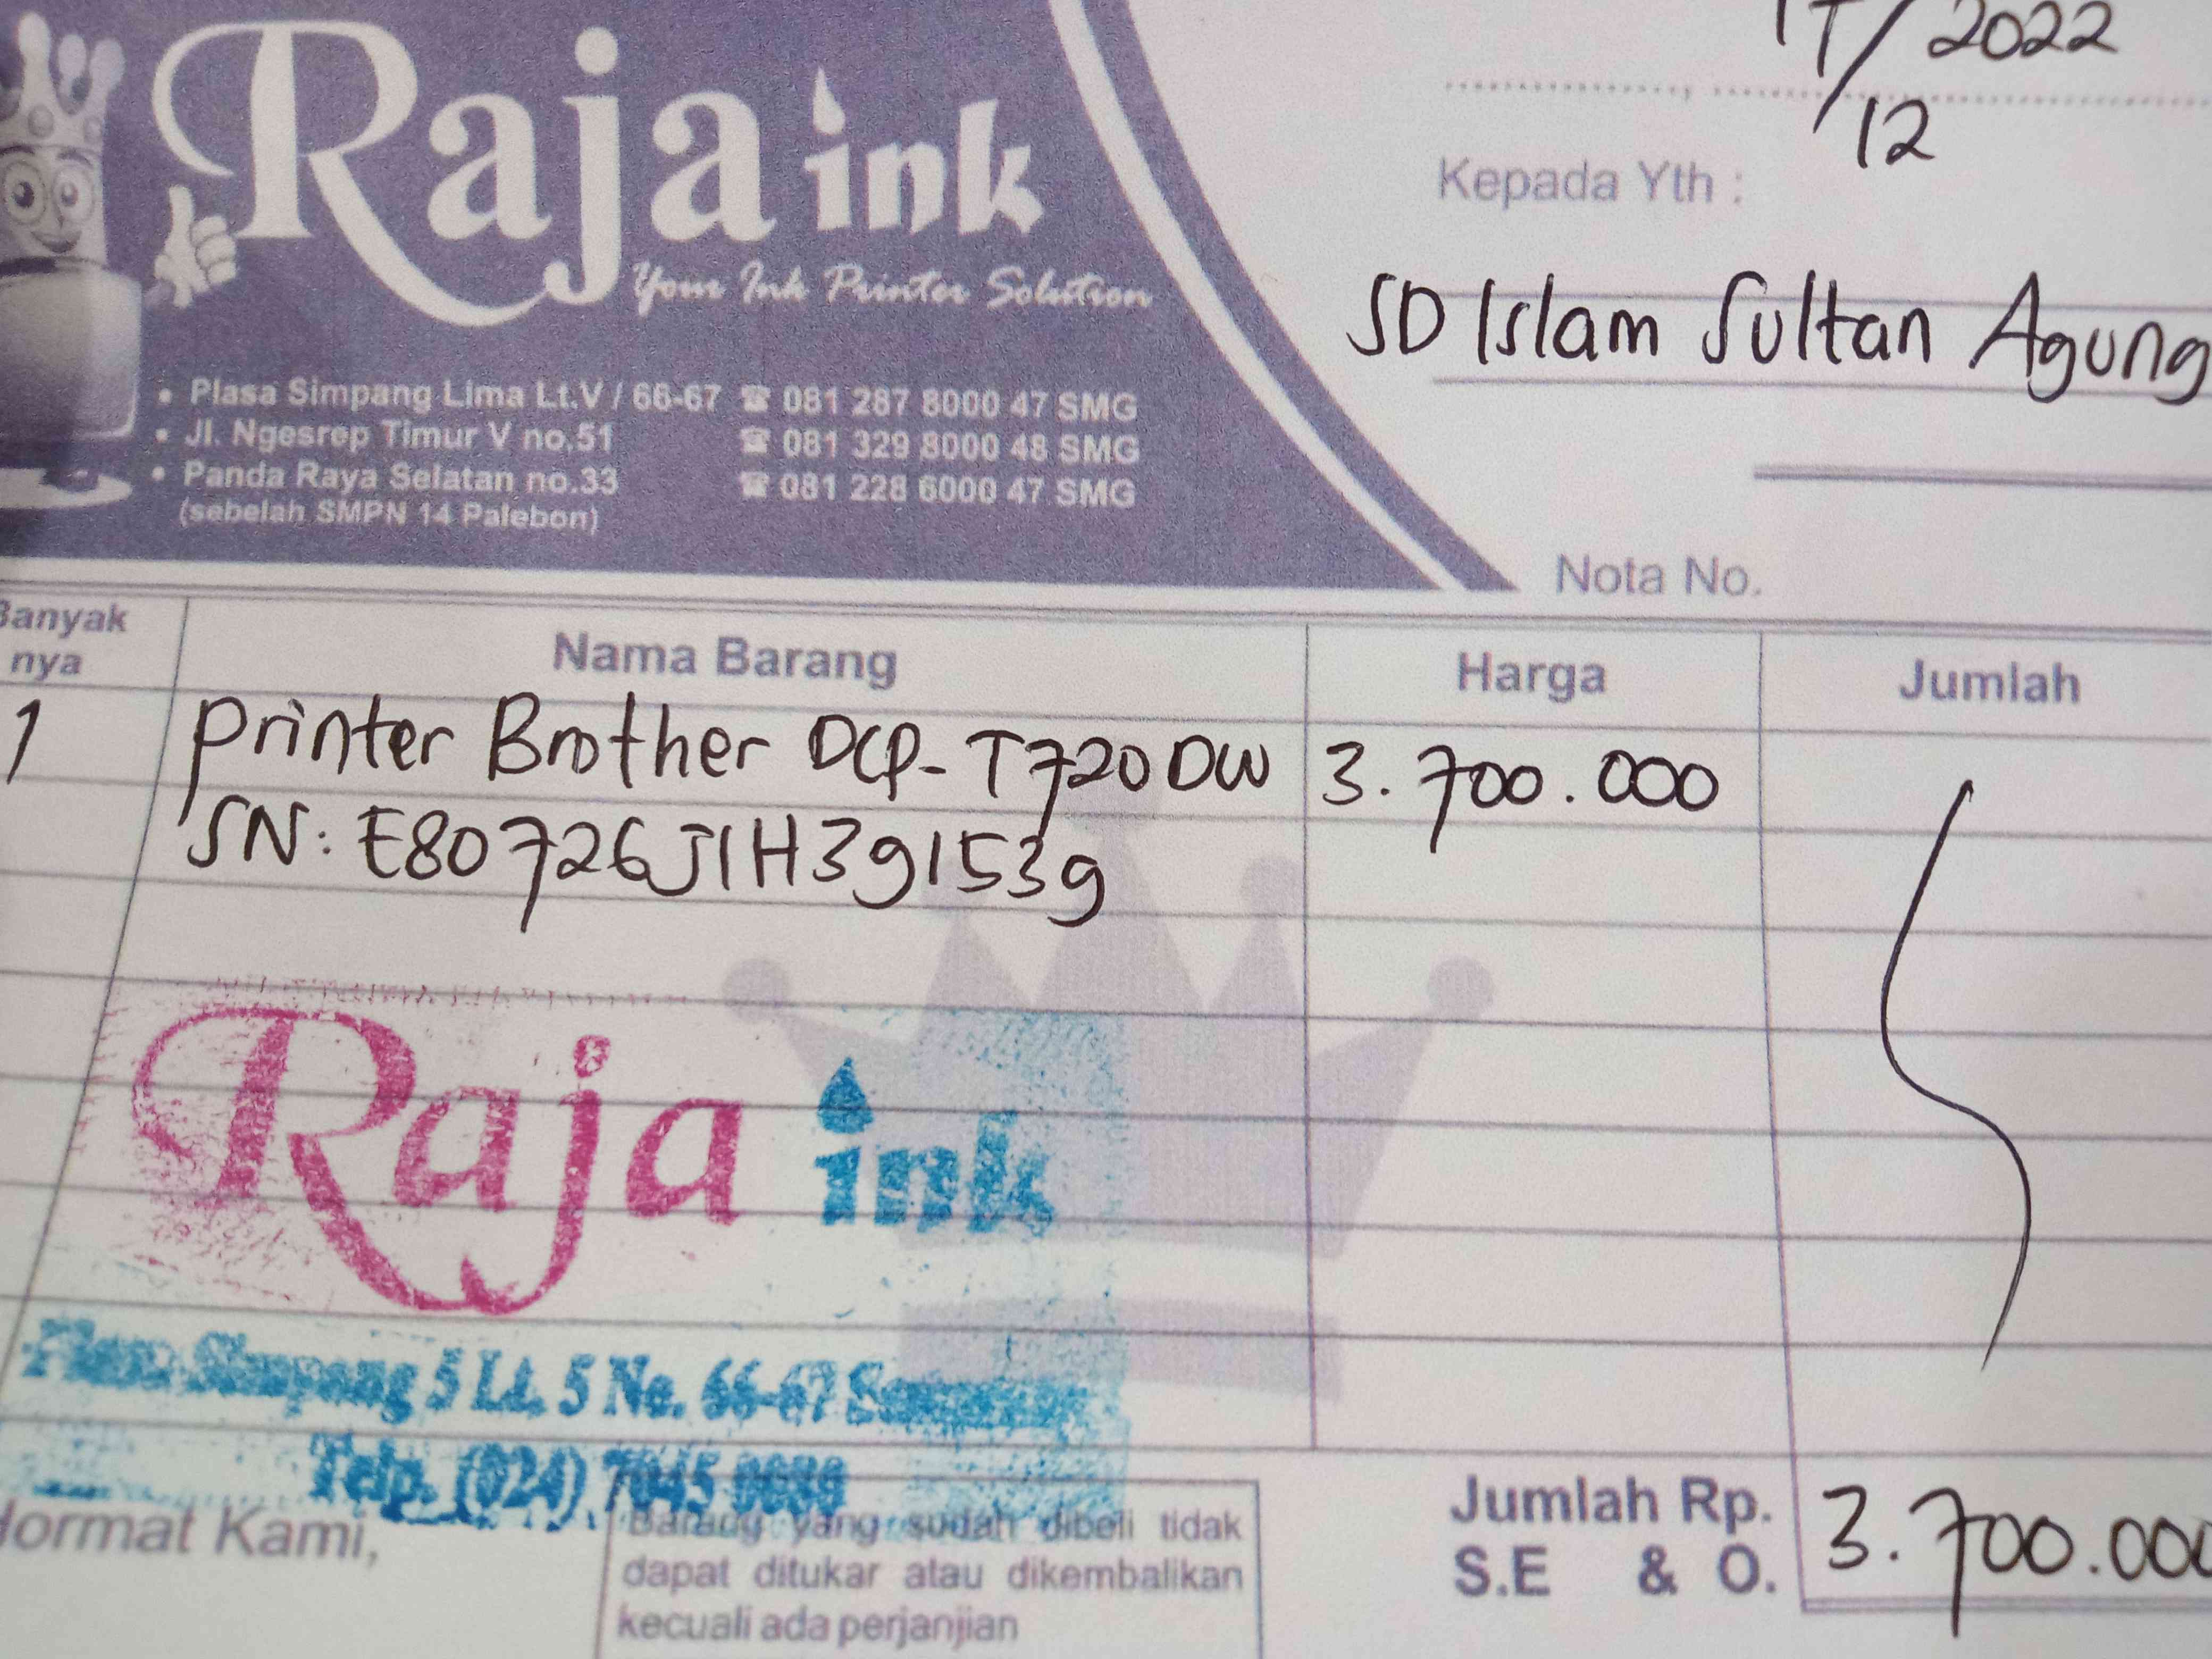 / 2022
12
Raja ink
Your Ink Printer Solution
Kepada Yth :
SD Islam Sultan Agung
• Plasa Simpang Lima Lt.V / 66-67 ☎ 081 287 8000 47 SMG
• Jl. Ngesrep Timur V no.51 ☎ 081 329 8000 48 SMG
• Panda Raya Selatan no.33 ☎ 081 228 6000 47 SMG
(sebelah SMPN 14 Palebon)
Nota No.
Banyak nya Nama Barang Harga Jumlah
1 Printer Brother DCP-T720DW 3.700.000
SN: E80726J1H391539
Raja ink
Plasa Simpang 5 Lt. 5 No. 66-67 Semarang
Telp. (024) 7045
Hormat Kami,
Barang yang sudah dibeli tidak
dapat ditukar atau dikembalikan
kecuali ada perjanjian
Jumlah Rp. 3.700.000
S.E & O.